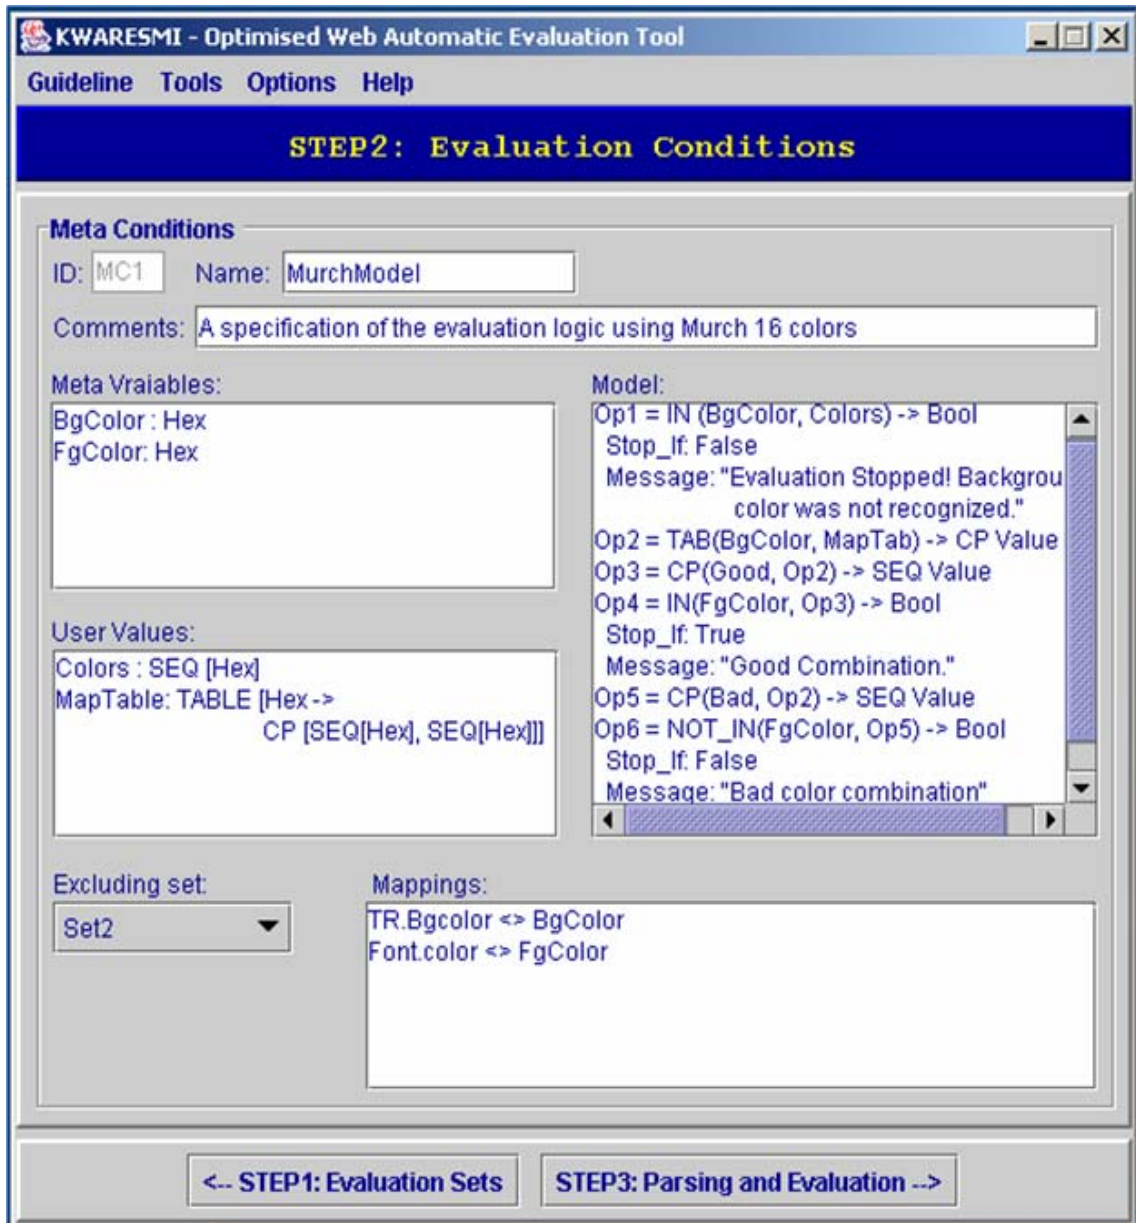 KWARESMI - Optimised Web Automatic Evaluation Tool
Guideline Tools Options Help
STEP2: Evaluation Conditions
Meta Conditions
ID: MC1 Name: MurchModel
Comments: A specification of the evaluation logic using Murch 16 colors
Meta Vraiables:
BgColor : Hex
FgColor: Hex
User Values:
Colors : SEQ [Hex]
MapTable: TABLE [Hex ->
CP [SEQ[Hex], SEQ[Hex]]]
Model:
Op1 = IN (BgColor, Colors) -> Bool
Stop_If: False
Message: "Evaluation Stopped! Backgrou
color was not recognized."
Op2 = TAB(BgColor, MapTab) -> CP Value
Op3 = CP(Good, Op2) -> SEQ Value
Op4 = IN(FgColor, Op3) -> Bool
Stop_If: True
Message: "Good Combination."
Op5 = CP(Bad, Op2) -> SEQ Value
Op6 = NOT_IN(FgColor, Op5) -> Bool
Stop_If: False
Message: "Bad color combination"
Excluding set:
Set2
Mappings:
TR.Bgcolor <> BgColor
Font.color <> FgColor
<-- STEP1: Evaluation Sets
STEP3: Parsing and Evaluation -->